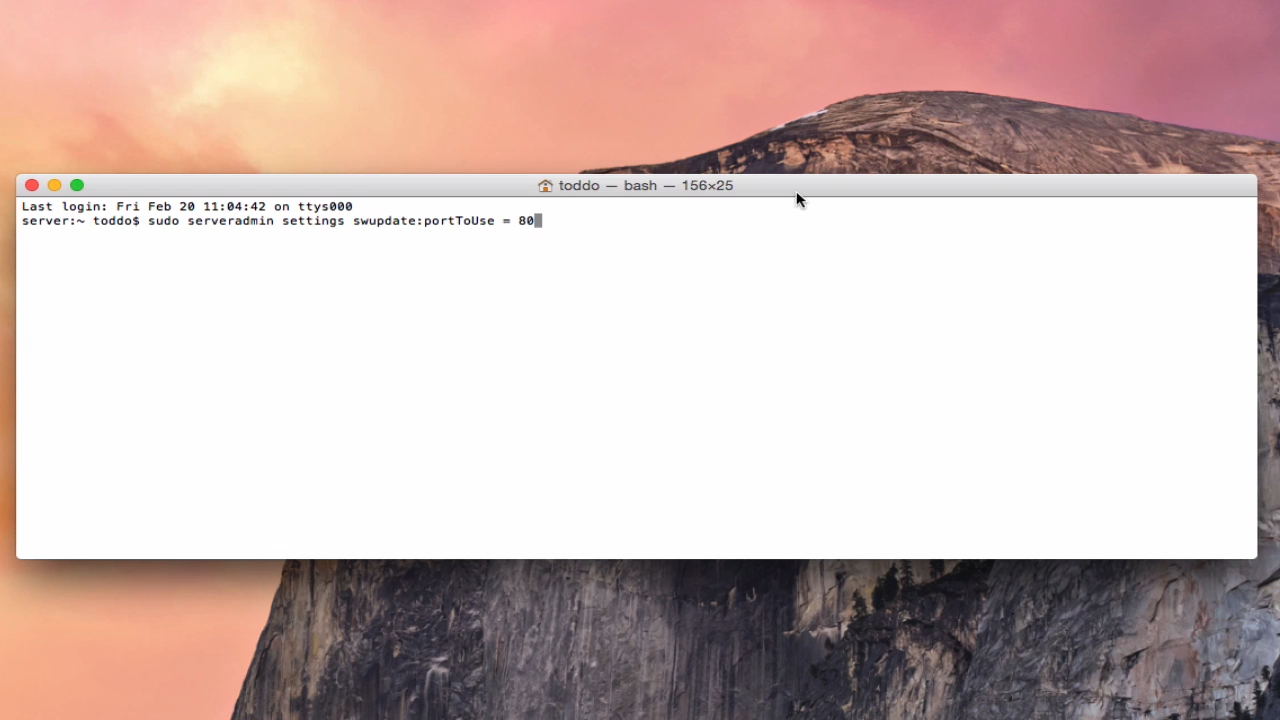 toddo — bash — 156×25
Last login: Fri Feb 20 11:04:42 on ttys000
server:~ toddo$ sudo serveradmin settings swupdate:portToUse = 80